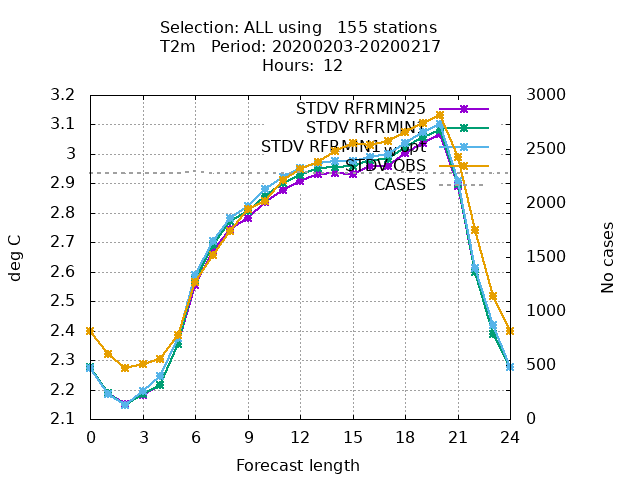 Selection: ALL using   155 stations
T2m   Period: 20200203-20200217
Hours:  12
STDV RFRMIN25
STDV RFRMIN1
STDV RFRMIN1
STDV OBS
CASES
3.2
3.1
3
2.9
2.8
2.7
2.6
2.5
2.4
2.3
2.2
2.1
3000
2500
2000
1500
1000
500
0
0 3 6 9 12 15 18 21 24
deg C
No cases
Forecast length